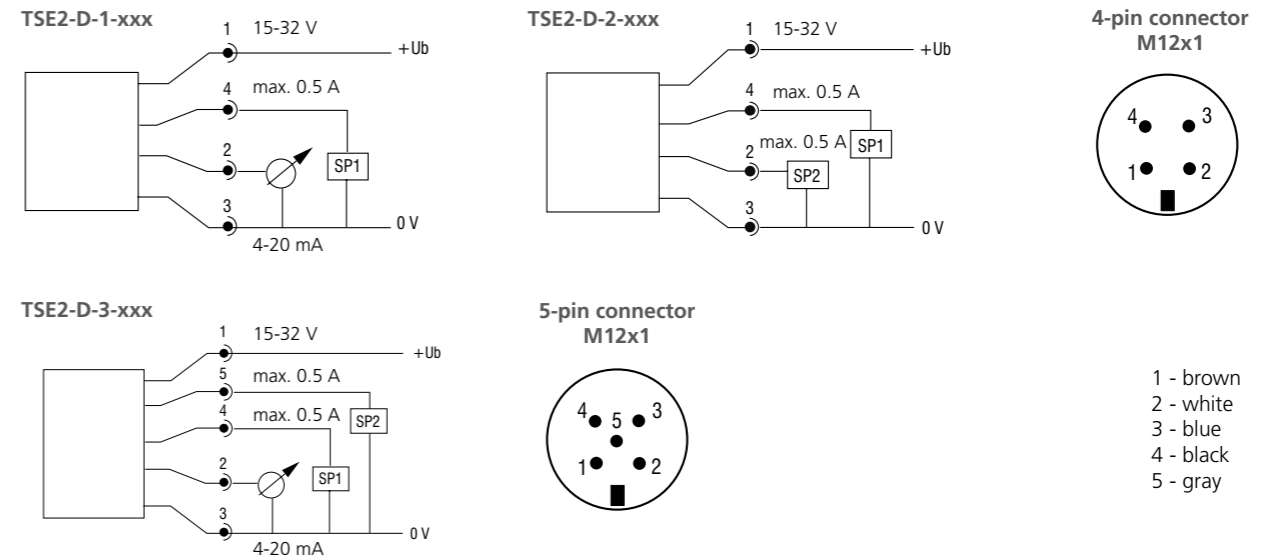 TSE2-D-1-xxx
1 15-32 V
+Ub
4 max. 0.5 A
2
SP1
3
0 V
4-20 mA
TSE2-D-2-xxx
1 15-32 V
+Ub
4 max. 0.5 A
2 max. 0.5 A SP1
SP2
3
0 V
4-pin connector
M12x1
4 3
1 2
TSE2-D-3-xxx
1 15-32 V
+Ub
5 max. 0.5 A
4 max. 0.5 A SP2
2
SP1
3
0 V
4-20 mA
5-pin connector
M12x1
4 5 3
1 2
1 - brown
2 - white
3 - blue
4 - black
5 - gray